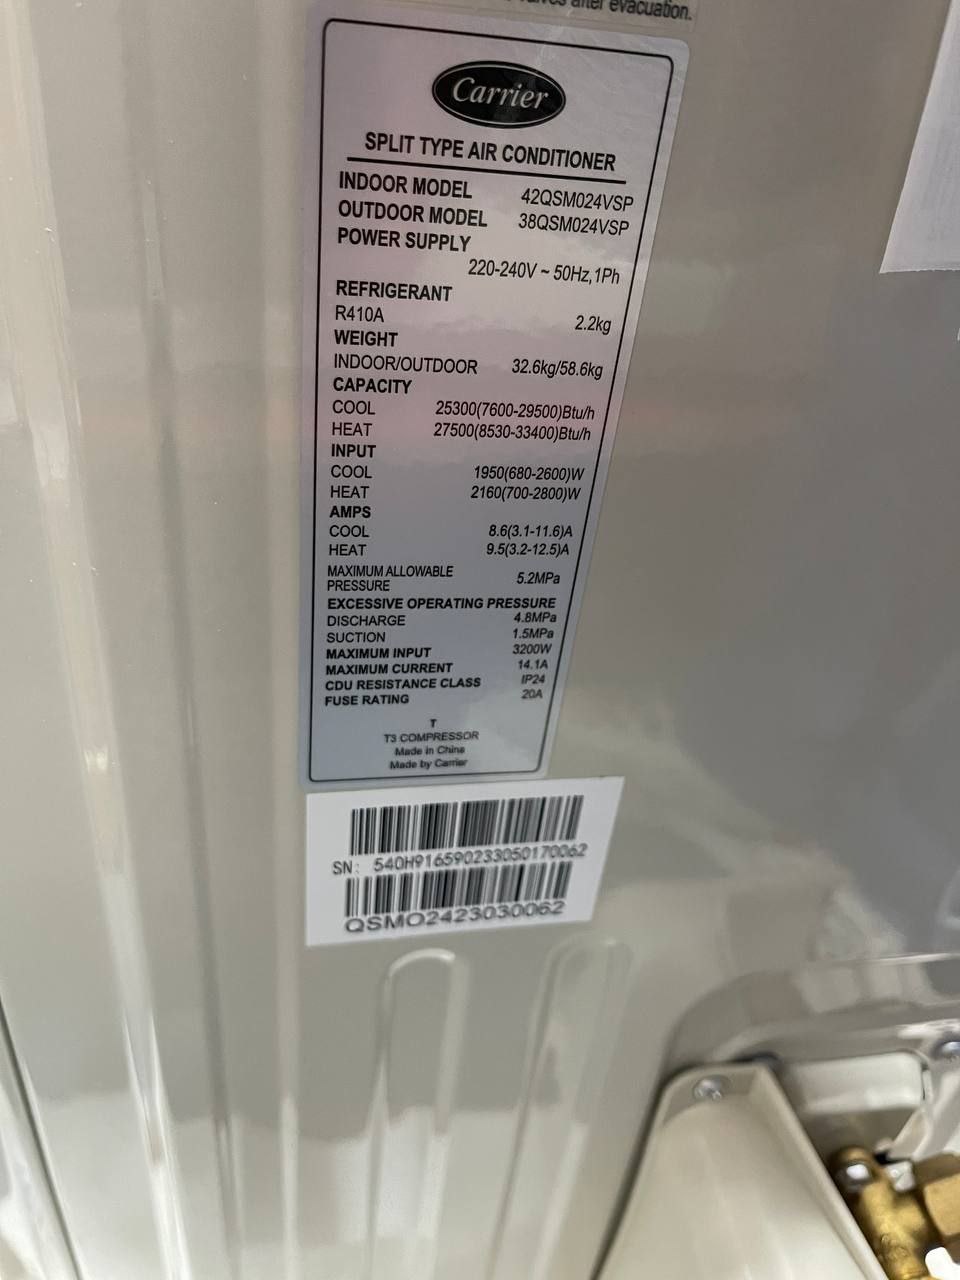 valves after evacuation.
Carrier
SPLIT TYPE AIR CONDITIONER
INDOOR MODEL 42QSM024VSP
OUTDOOR MODEL 38QSM024VSP
POWER SUPPLY
220-240V ~ 50Hz,1Ph
REFRIGERANT
R410A 2.2kg
WEIGHT
INDOOR/OUTDOOR 32.6kg/58.6kg
CAPACITY
COOL 25300(7600-29500)Btu/h
HEAT 27500(8530-33400)Btu/h
INPUT
COOL 1950(680-2600)W
HEAT 2160(700-2800)W
AMPS
COOL 8.6(3.1-11.6)A
HEAT 9.5(3.2-12.5)A
MAXIMUM ALLOWABLE
PRESSURE 5.2MPa
EXCESSIVE OPERATING PRESSURE
DISCHARGE 4.8MPa
SUCTION 1.5MPa
MAXIMUM INPUT 3200W
MAXIMUM CURRENT 14.1A
CDU RESISTANCE CLASS IP24
FUSE RATING 20A
T
T3 COMPRESSOR
Made in China
Made by Carrier
SN: 540H916590233050170062
QSMO2423030062